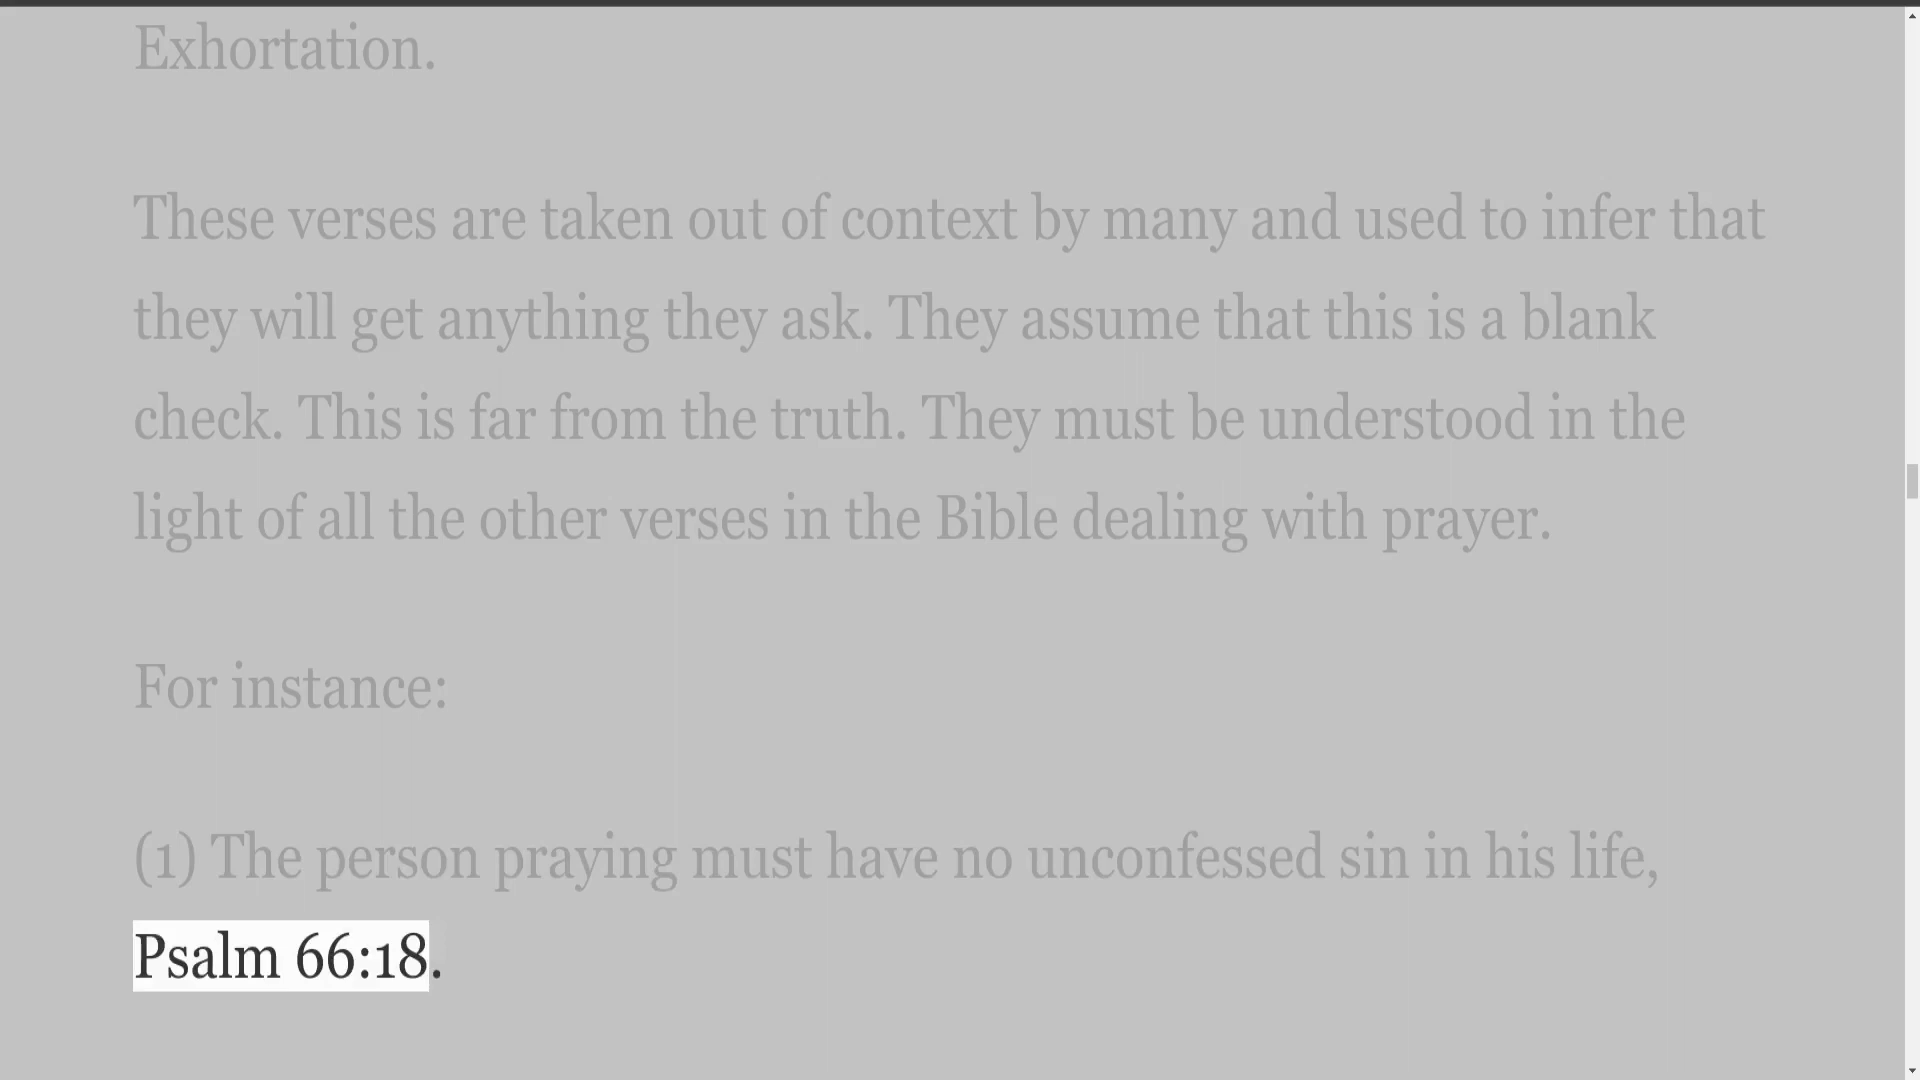 Exhortation.
These verses are taken out of context by many and used to infer that
they will get anything they ask. They assume that this is a blank
check. This is far from the truth. They must be understood in the
light of all the other verses in the Bible dealing with prayer.
For instance:
(1) The person praying must have no unconfessed sin in his life,
Psalm 66:18.